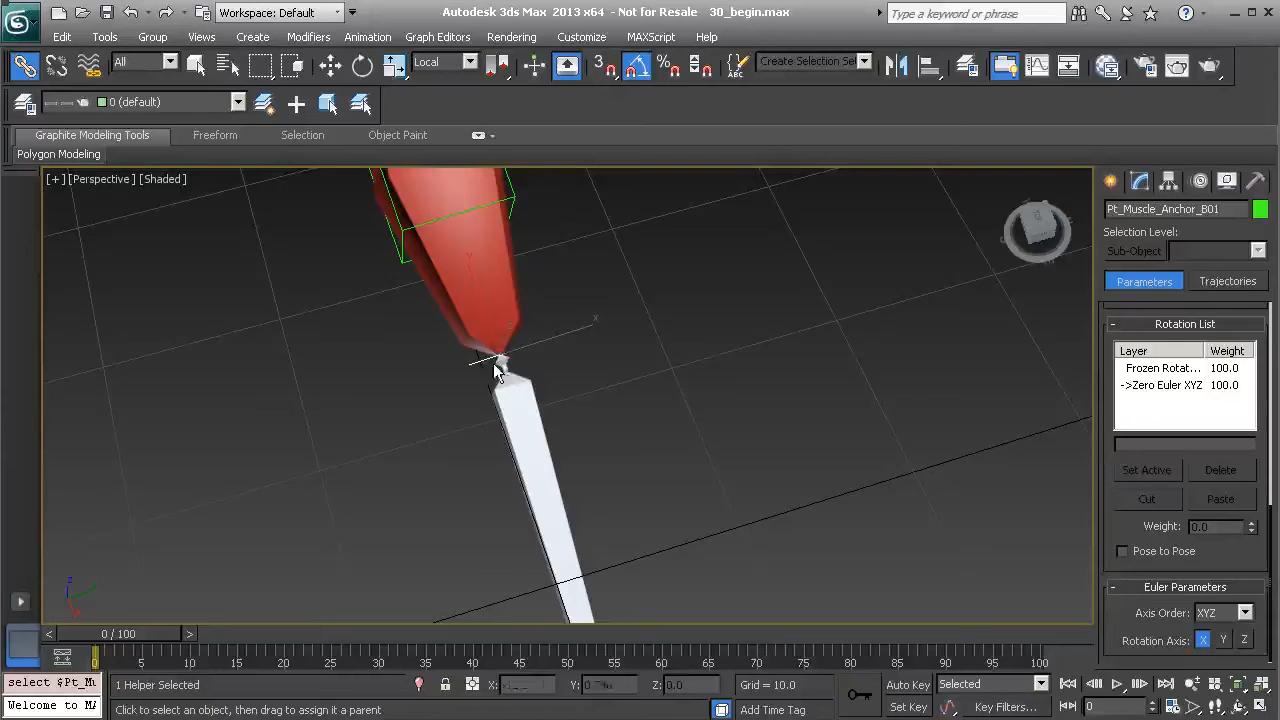 Workspace: Default
Autodesk 3ds Max 2013 x64 - Not for Resale 30_begin.max
Type a keyword or phrase
Edit Tools Group Views Create Modifiers Animation Graph Editors Rendering Customize MAXScript Help
All
Local
3
Create Selection Se
0 (default)
Graphite Modeling Tools Freeform Selection Object Paint
Polygon Modeling
[+] [Perspective] [Shaded]
Pt_Muscle_Anchor_B01
Selection Level:
Sub-Object
Parameters Trajectories
- Rotation List
Layer Weight
Frozen Rotat... 100.0
->Zero Euler XYZ 100.0
Set Active Delete
Cut Paste
Weight: 0.0
Pose to Pose
- Euler Parameters
Axis Order: XYZ
Rotation Axis: X Y Z
Y
x
z
< 0 / 100 >
0 5 10 15 20 25 30 35 40 45 50 55 60 65 70 75 80 85 90 95 100
select $Pt_Mu
1 Helper Selected
X:
Y:
Z: 0.0
Grid = 10.0
Auto Key
Selected
Welcome to MA
Click to select an object, then drag to assign it a parent
Add Time Tag
Set Key
Key Filters...
0